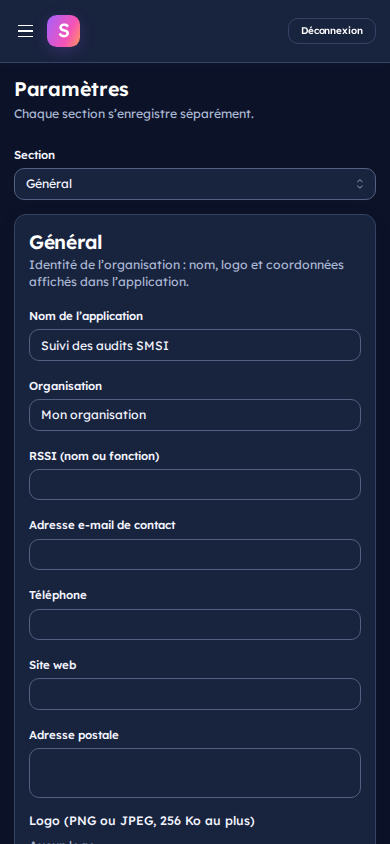 S
Déconnexion
Paramètres
Chaque section s’enregistre séparément.
Section
Général
Général
Identité de l’organisation : nom, logo et coordonnées
affichés dans l’application.
Nom de l’application
Suivi des audits SMSI
Organisation
Mon organisation
RSSI (nom ou fonction)
Adresse e-mail de contact
Téléphone
Site web
Adresse postale
Logo (PNG ou JPEG, 256 Ko au plus)